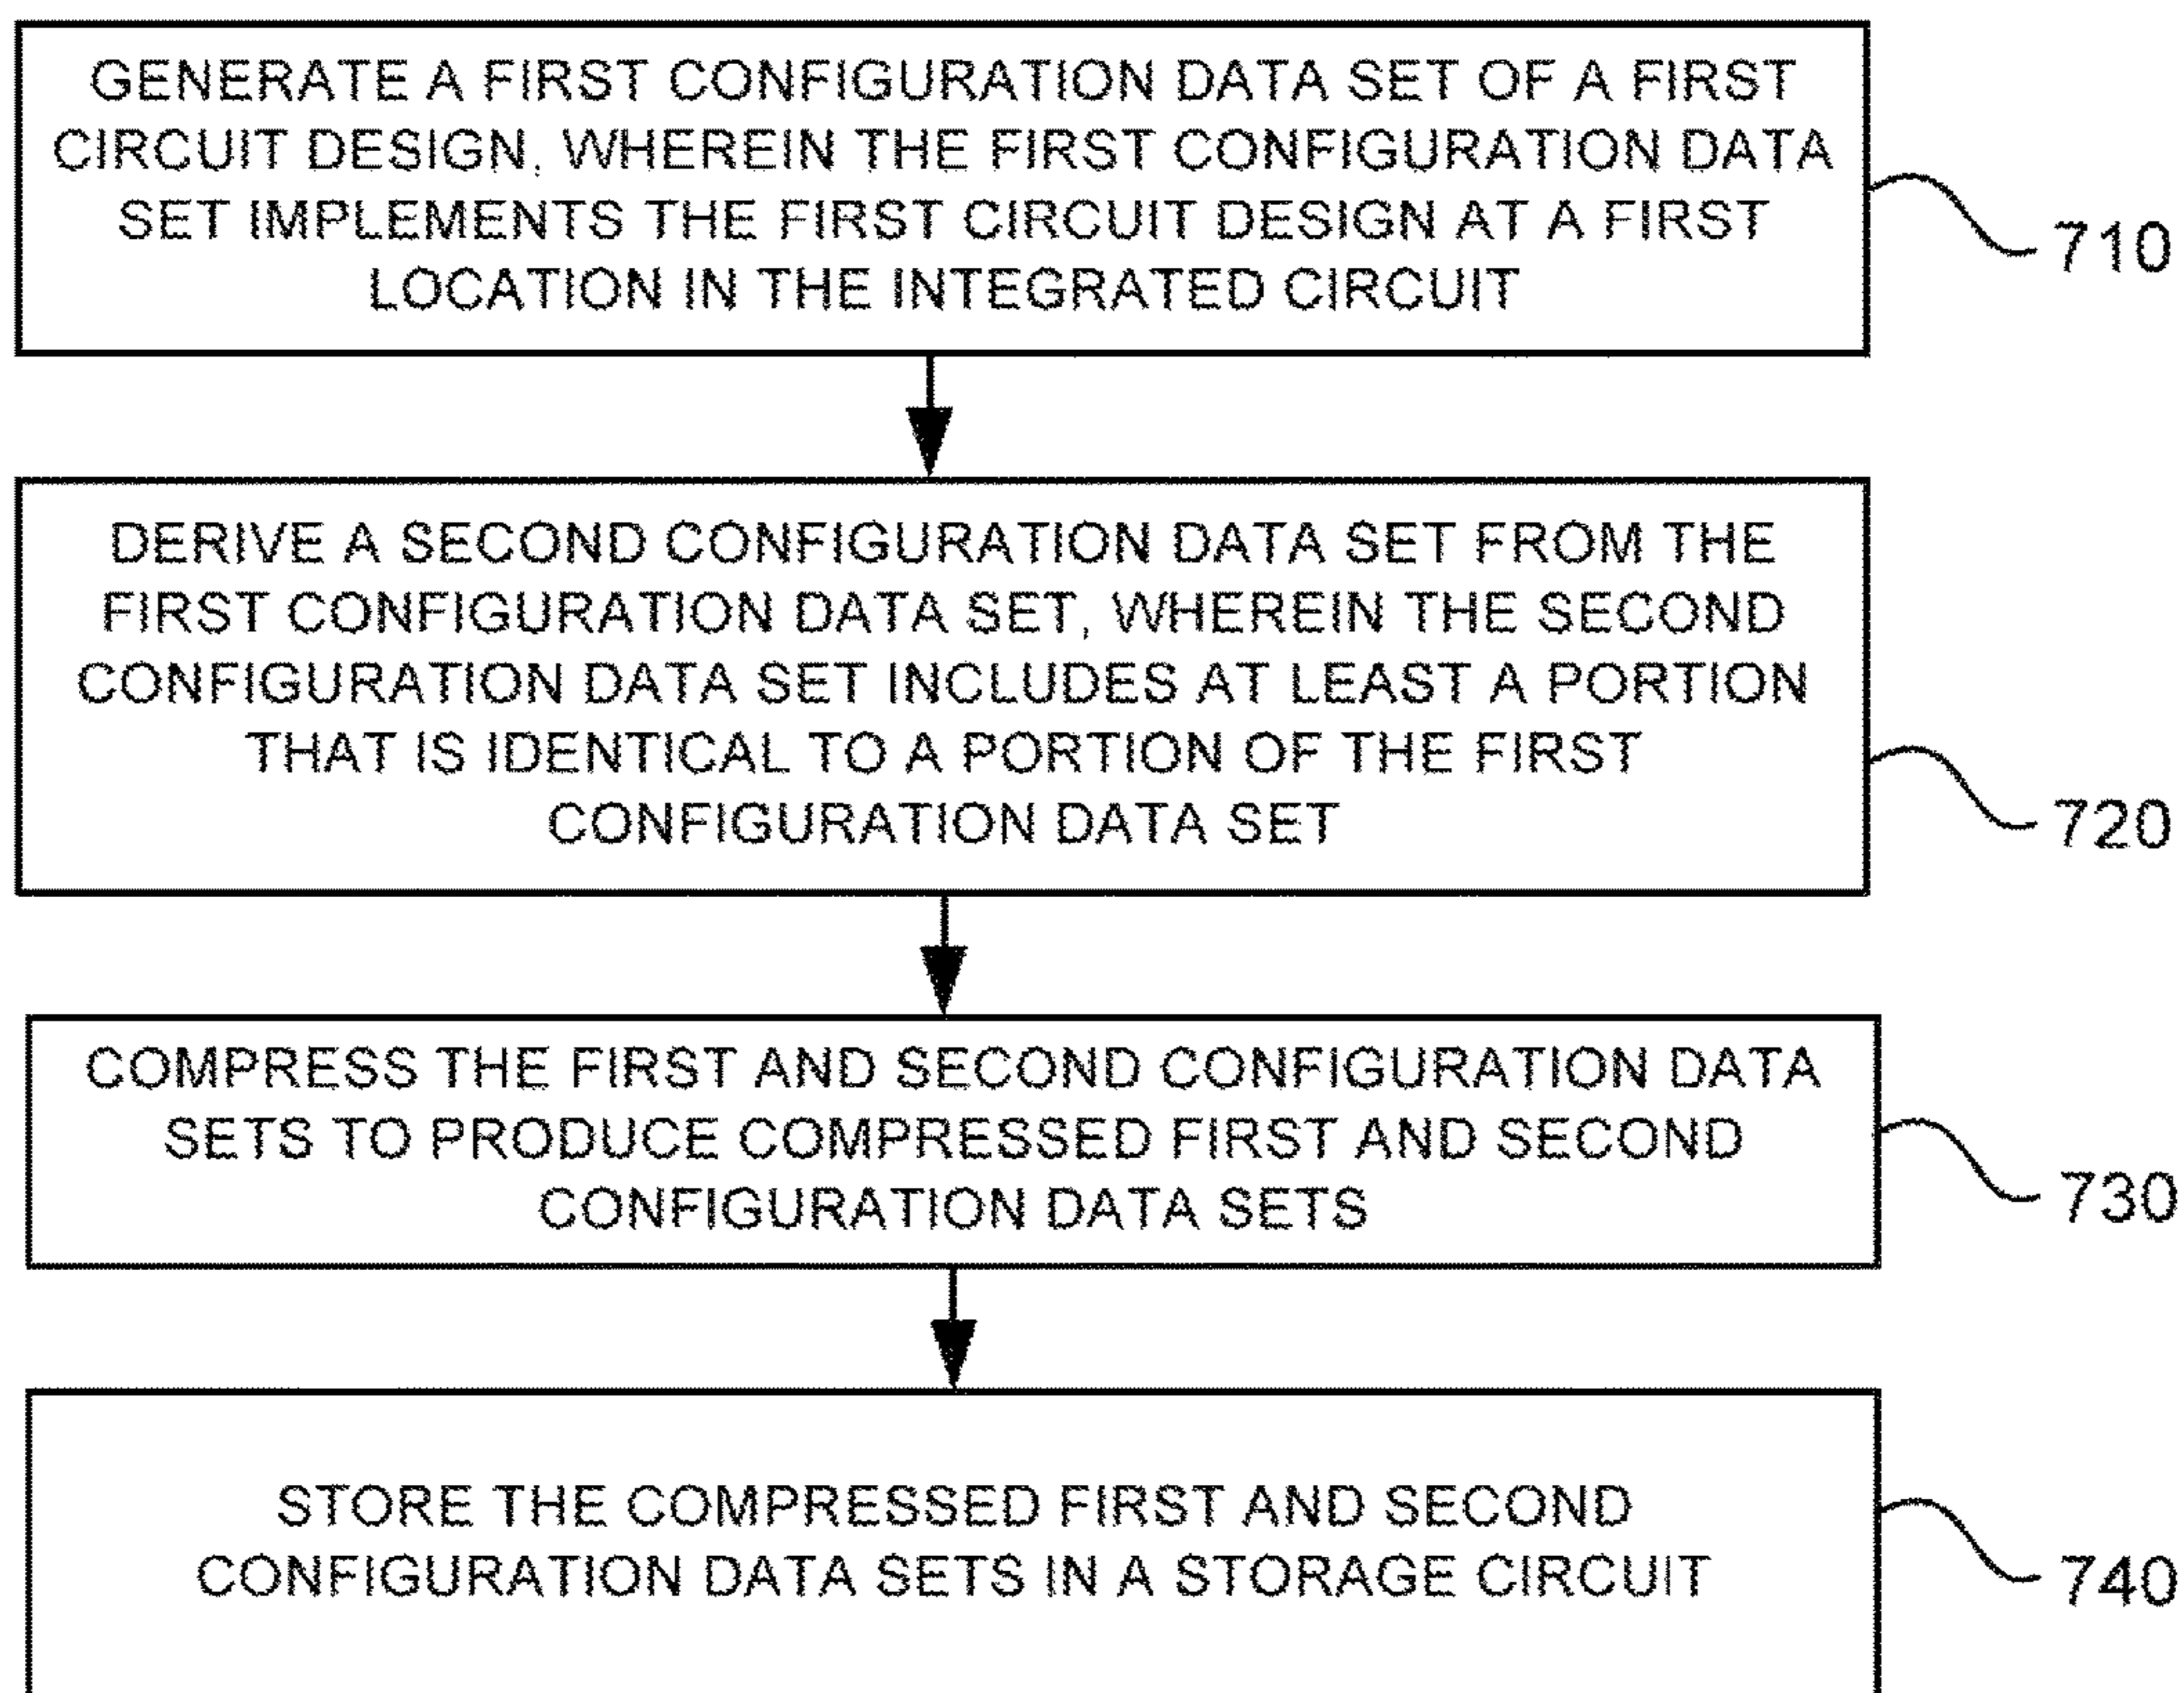 GENERATE A FIRST CONFIGURATION DATA SET OF A FIRST
CIRCUIT DESIGN, WHEREIN THE FIRST CONFIGURATION DATA
SET IMPLEMENTS THE FIRST CIRCUIT DESIGN AT A FIRST
LOCATION IN THE INTEGRATED CIRCUIT
710
DERIVE A SECOND CONFIGURATION DATA SET FROM THE
FIRST CONFIGURATION DATA SET, WHEREIN THE SECOND
CONFIGURATION DATA SET INCLUDES AT LEAST A PORTION
THAT IS IDENTICAL TO A PORTION OF THE FIRST
CONFIGURATION DATA SET
720
COMPRESS THE FIRST AND SECOND CONFIGURATION DATA
SETS TO PRODUCE COMPRESSED FIRST AND SECOND
CONFIGURATION DATA SETS
730
STORE THE COMPRESSED FIRST AND SECOND
CONFIGURATION DATA SETS IN A STORAGE CIRCUIT
740